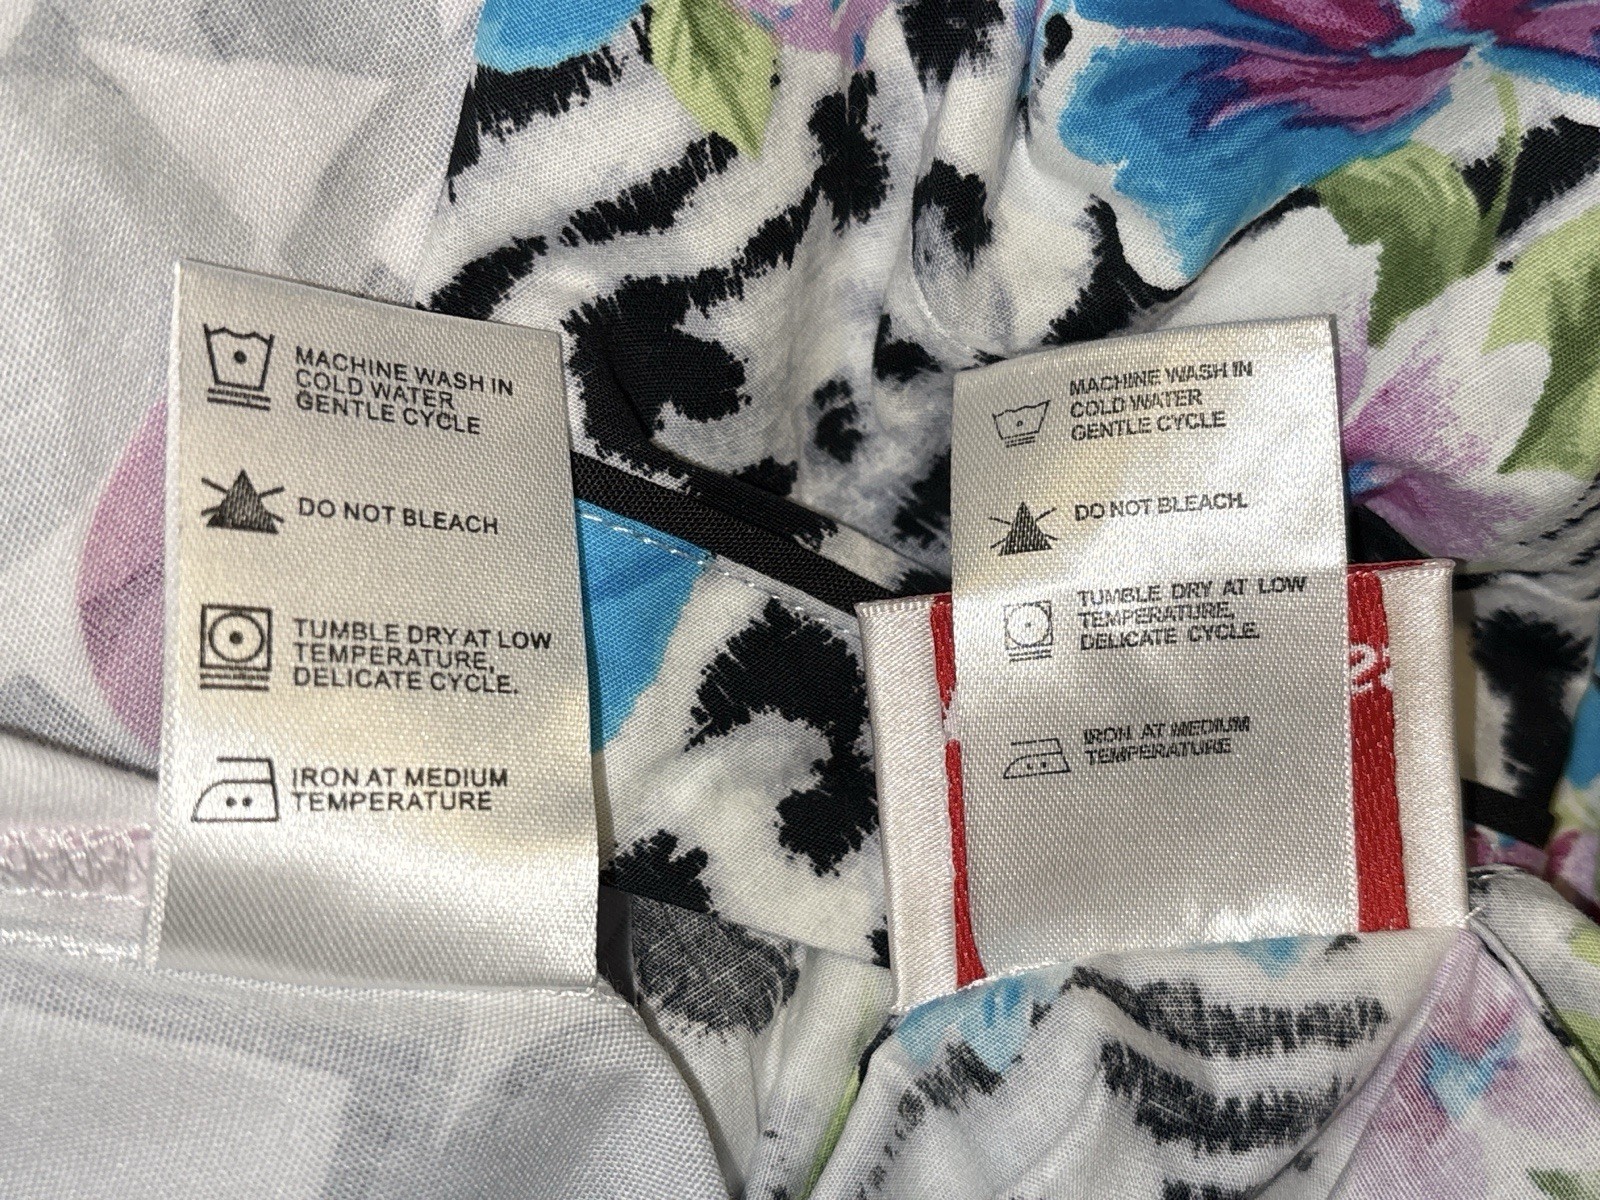 MACHINE WASH IN
COLD WATER
GENTLE CYCLE
DO NOT BLEACH
TUMBLE DRY AT LOW
TEMPERATURE,
DELICATE CYCLE.
IRON AT MEDIUM
TEMPERATURE
MACHINE WASH IN
COLD WATER
GENTLE CYCLE
DO NOT BLEACH.
TUMBLE DRY AT LOW
TEMPERATURE,
DELICATE CYCLE.
IRON AT MEDIUM
TEMPERATURE